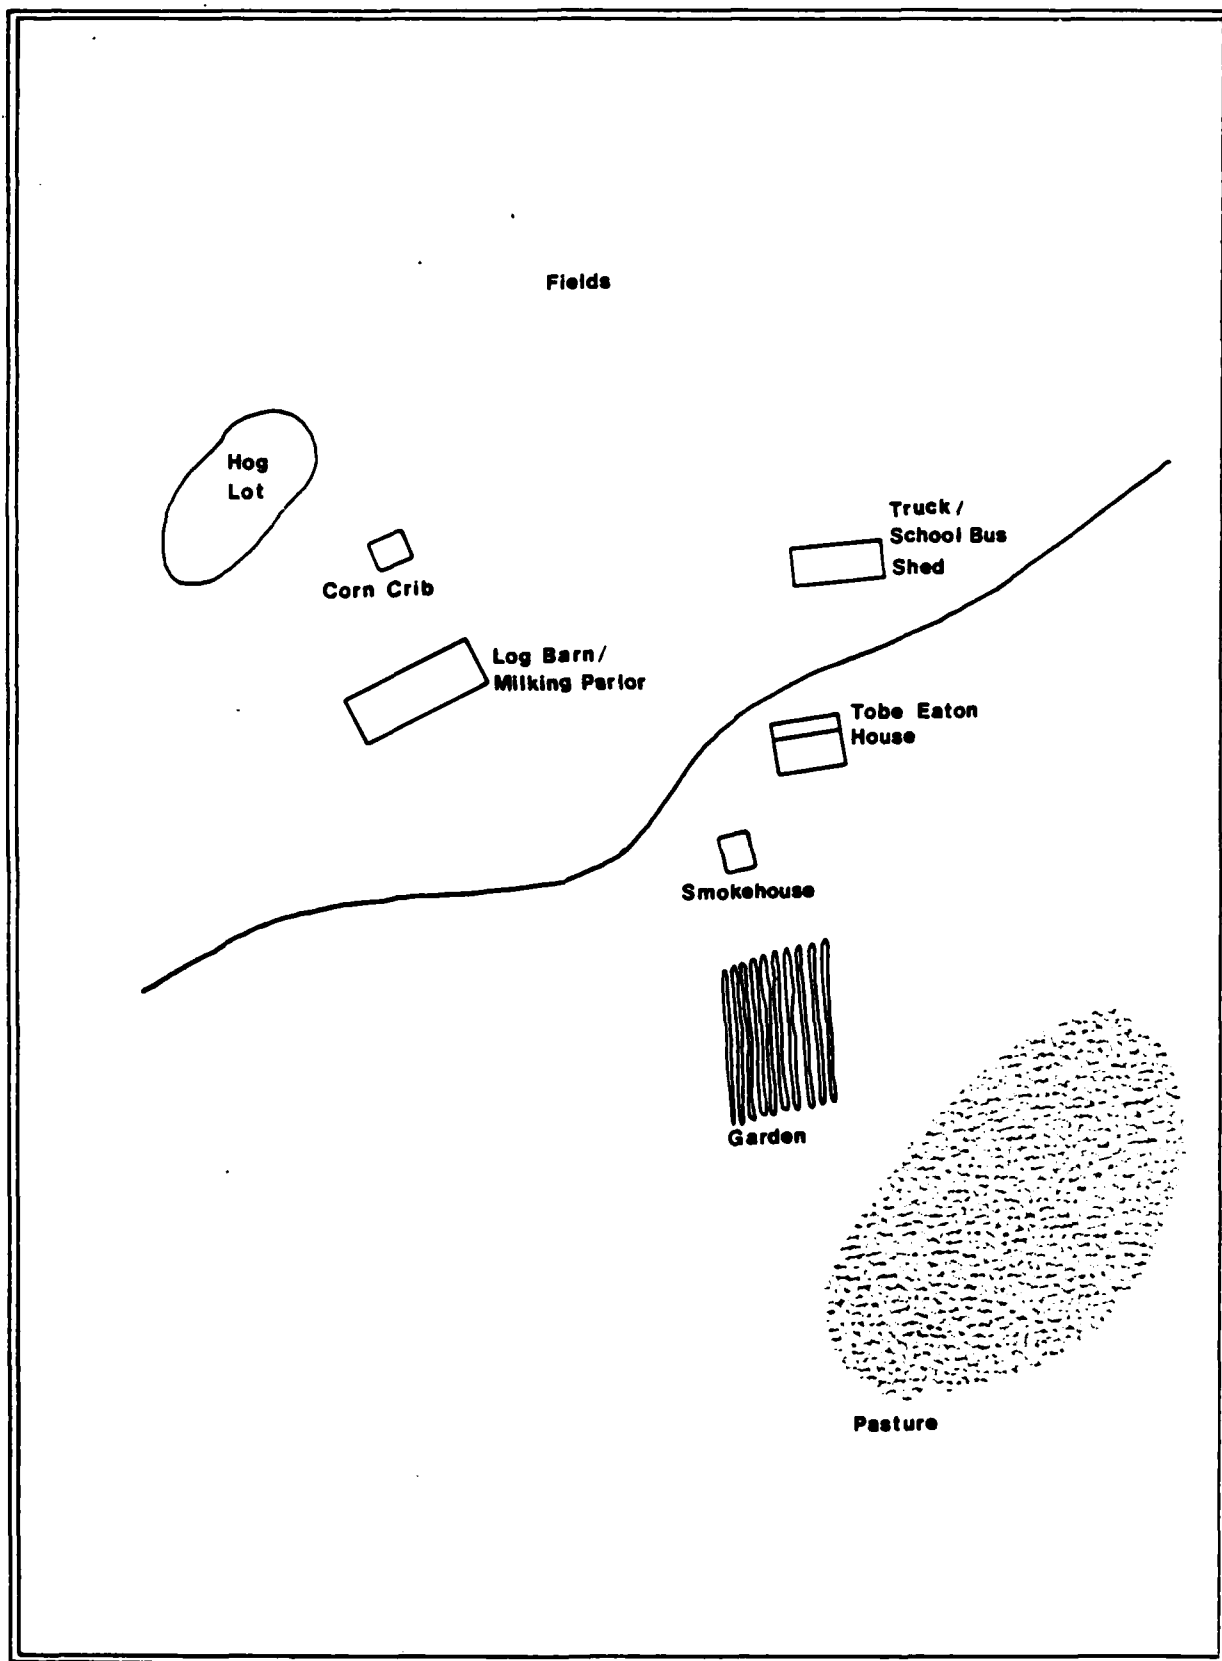 Fields
Hog
Lot
Truck /
School Bus
Shed
Corn Crib
Log Barn /
Milking Parlor
Tobe Eaton
House
Smokehouse
Garden
Pasture